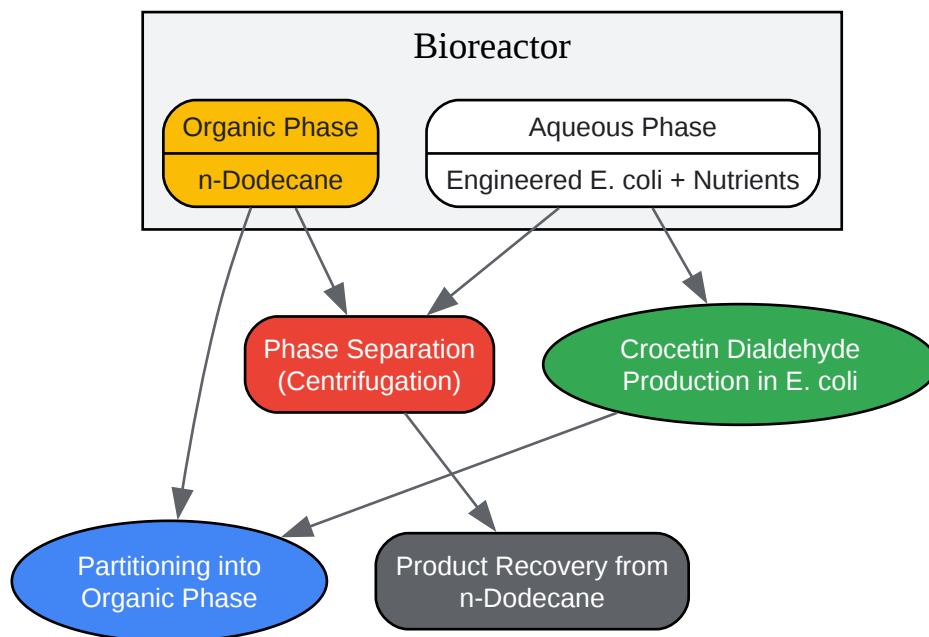 Bioreactor
Organic Phase
n-Dodecane
Aqueous Phase
Engineered E. coli + Nutrients
Phase Separation
(Centrifugation)
Crocetin Dialdehyde
Production in E. coli
Partitioning into
Organic Phase
Product Recovery from
n-Dodecane